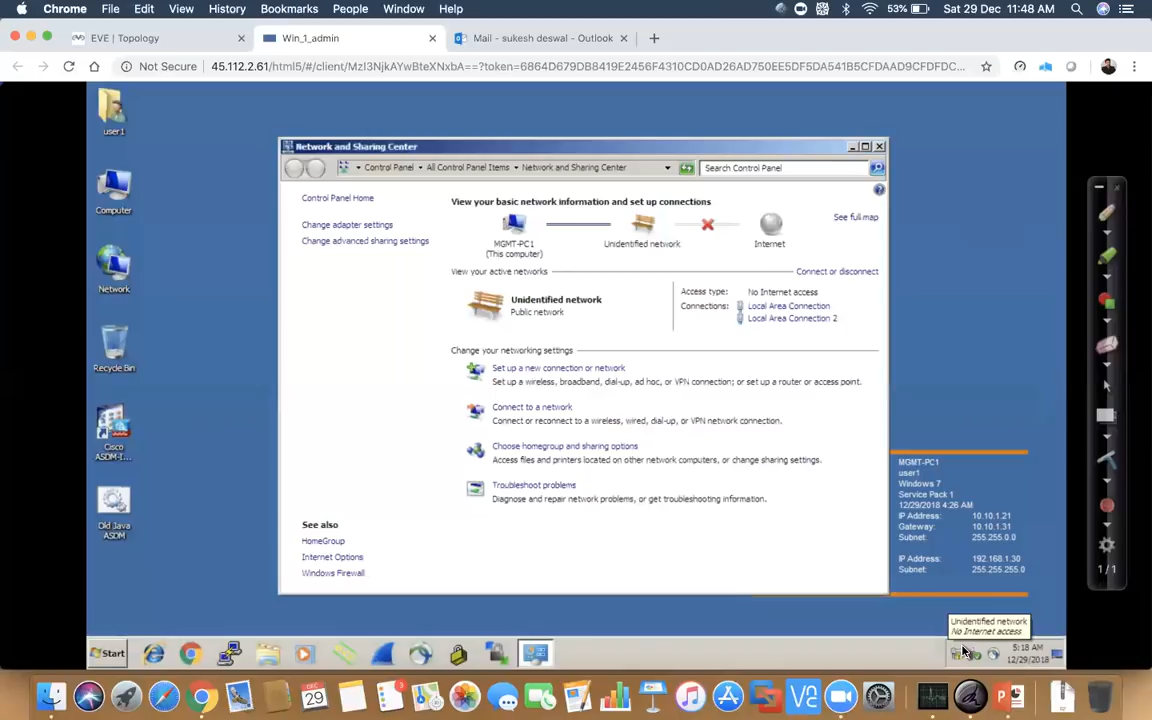 Chrome File Edit View History Bookmarks People Window Help 53% Sat 29 Dec 11:48 AM
EVE | Topology Win_1_admin Mail - sukesh deswal - Outlook
Not Secure 45.112.2.61/html5/#/client/MzI3NjkAYwBteXNxbA==?token=6864D679DB8419E2456F4310CD0AD26AD750EE5DF5DA541B5CFDAAD9CFDFDC...
user1
Computer
Network
Recycle Bin
Cisco
ASDM-I...
Old Java
ASDM
Network and Sharing Center
Control Panel All Control Panel Items Network and Sharing Center Search Control Panel
Control Panel Home
Change adapter settings
Change advanced sharing settings
View your basic network information and set up connections
See full map
MGMT-PC1 Unidentified network Internet
(This computer)
View your active networks Connect or disconnect
Unidentified network
Public network
Access type: No Internet access
Connections: Local Area Connection
Local Area Connection 2
Change your networking settings
Set up a new connection or network
Set up a wireless, broadband, dial-up, ad hoc, or VPN connection; or set up a router or access point.
Connect to a network
Connect or reconnect to a wireless, wired, dial-up, or VPN network connection.
Choose homegroup and sharing options
Access files and printers located on other network computers, or change sharing settings.
Troubleshoot problems
Diagnose and repair network problems, or get troubleshooting information.
See also
HomeGroup
Internet Options
Windows Firewall
MGMT-PC1
user1
Windows 7
Service Pack 1
12/29/2018 4:26 AM
IP Address: 10.10.1.21
Gateway: 10.10.1.31
Subnet: 255.255.0.0
IP Address: 192.168.1.30
Subnet: 255.255.255.0
1/1
Unidentified network
No Internet access
Start
5:18 AM
12/29/2018
DEC
29
3